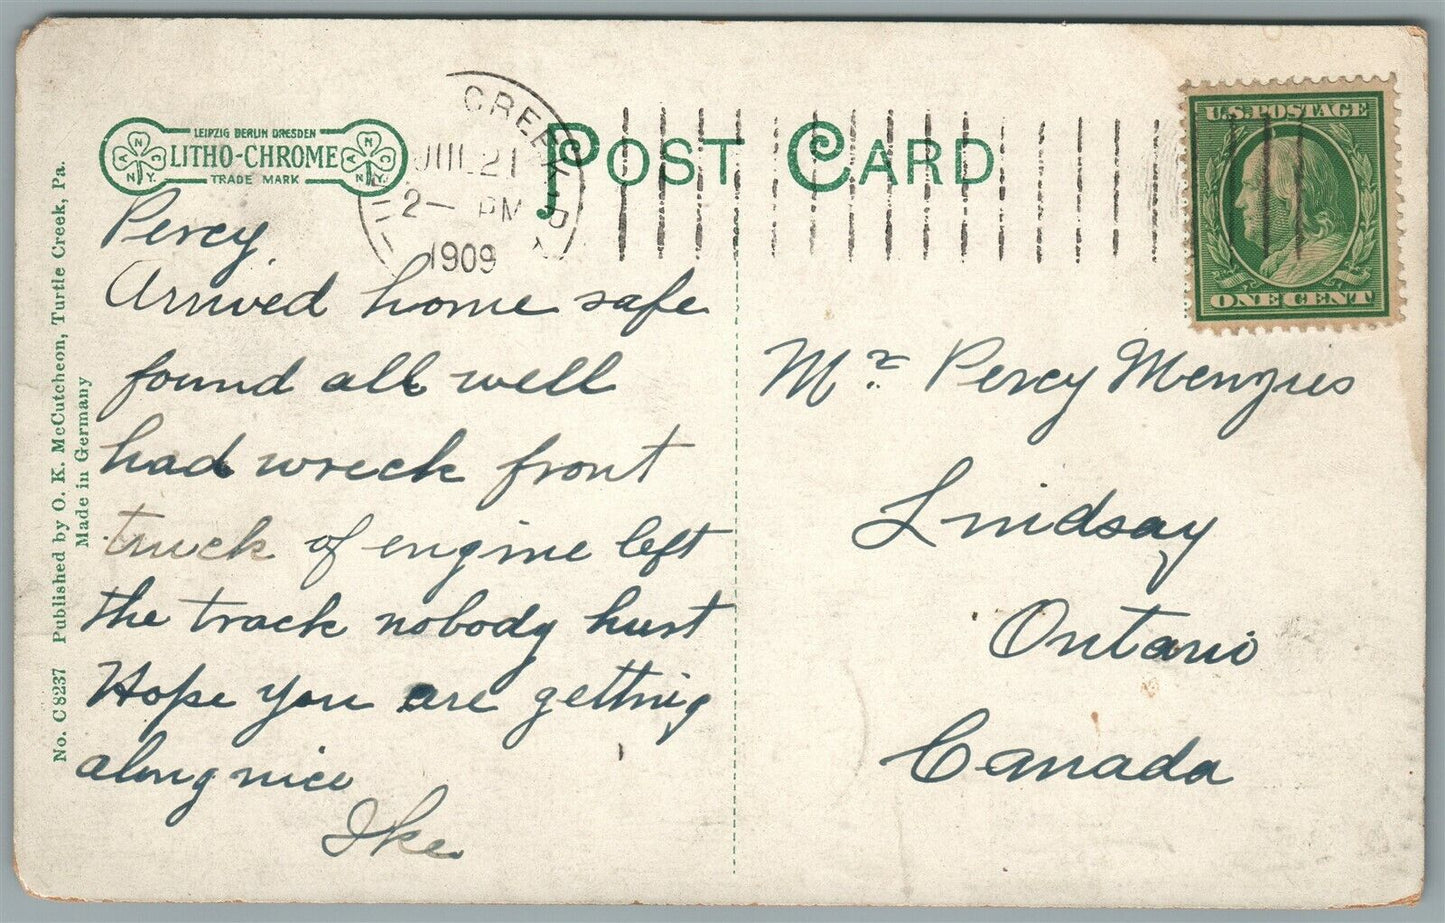 LEIPZIG BERLIN DRESDEN
LITHO-CHROME
TRADE MARK
A N C N.Y.
A N C N.Y.
POST CARD
CREEK
JUL 21
2 — PM
1909
U.S. POSTAGE
ONE CENT
No. C8237 Published by O. K. McCutcheon, Turtle Creek, Pa.
Made in Germany
Percy
Arrived home safe
found all well
had wreck front
truck of engine left
the track nobody hurt
Hope you are getting
along nice
Ike
Mr. Percy Menzies
Lindsay
Ontario
Canada